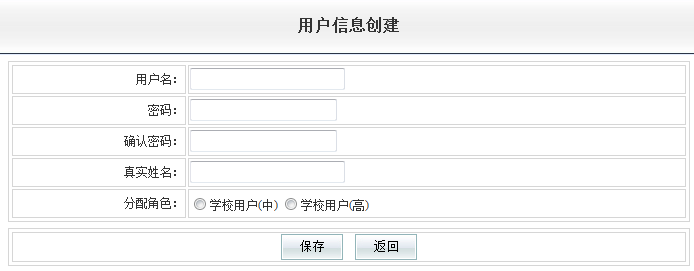 用户信息创建
用户名：
密码：
确认密码：
真实姓名：
分配角色： 学校用户(中) 学校用户(高)
保存 返回